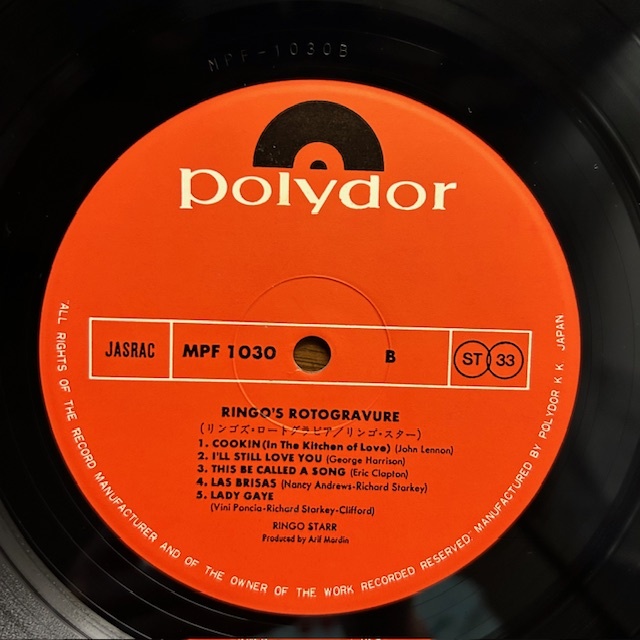 MPF-1030B
polydor
JASRAC
MPF 1030
B
ST 33
RINGO'S ROTOGRAVURE
(リンゴズ・ロートグラビア/リンゴ・スター)
1. COOKIN (In The Kitchen of Love) (John Lennon)
2. I'LL STILL LOVE YOU (George Harrison)
3. THIS BE CALLED A SONG (Eric Clapton)
4. LAS BRISAS (Nancy Andrews-Richard Starkey)
5. LADY GAYE
(Vini Poncia-Richard Starkey-Clifford)
RINGO STARR
Produced by Arif Mardin
"ALL RIGHTS OF THE RECORD MANUFACTURER AND OF THE OWNER OF THE WORK RECORDED RESERVED" MANUFACTURED BY POLYDOR K.K. JAPAN